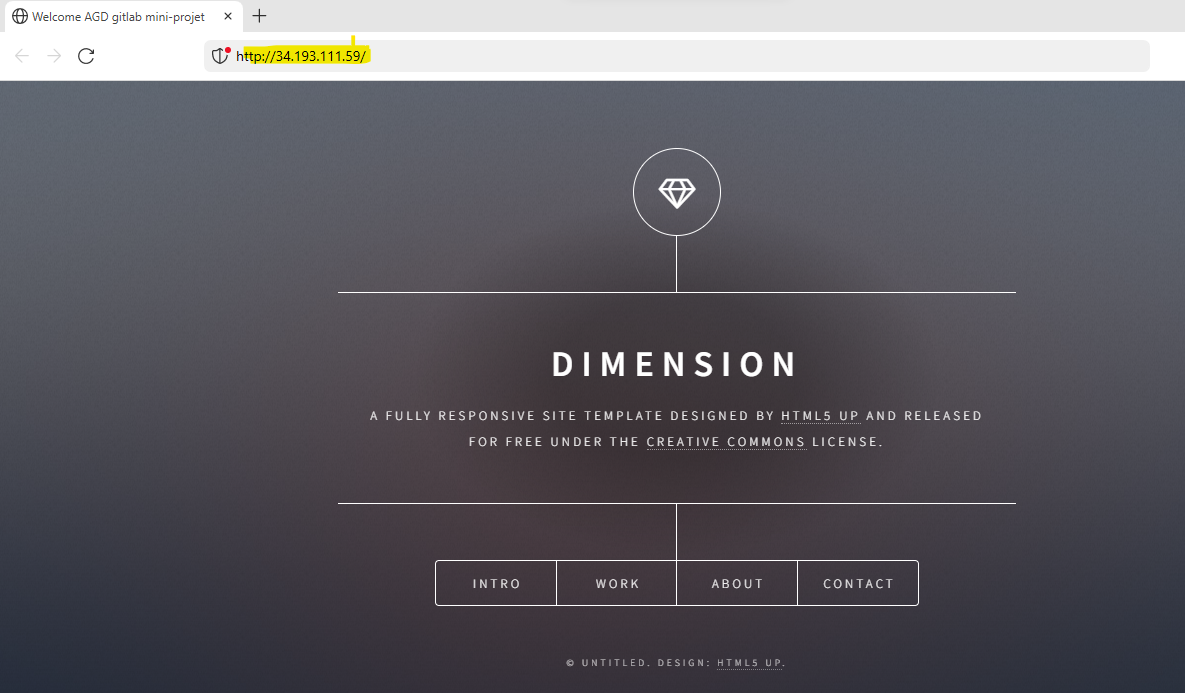 Welcome AGD gitlab mini-projet
http://34.193.111.59/
DIMENSION
A FULLY RESPONSIVE SITE TEMPLATE DESIGNED BY HTML5 UP AND RELEASED
FOR FREE UNDER THE CREATIVE COMMONS LICENSE.
INTRO WORK ABOUT CONTACT
© UNTITLED. DESIGN: HTML5 UP.